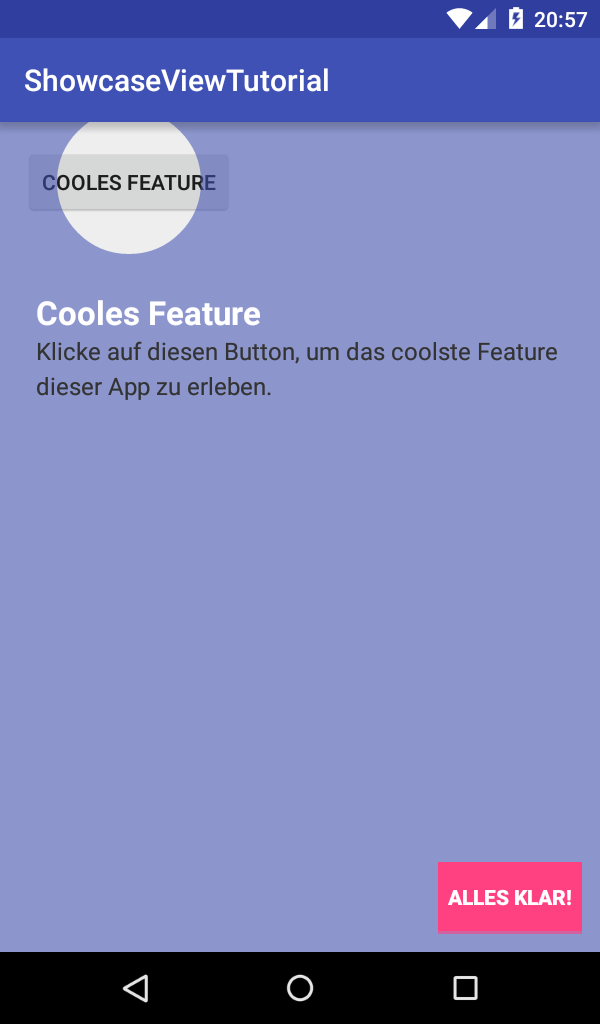 20:57
ShowcaseViewTutorial
COOLES FEATURE
Cooles Feature
Klicke auf diesen Button, um das coolste Feature
dieser App zu erleben.
ALLES KLAR!